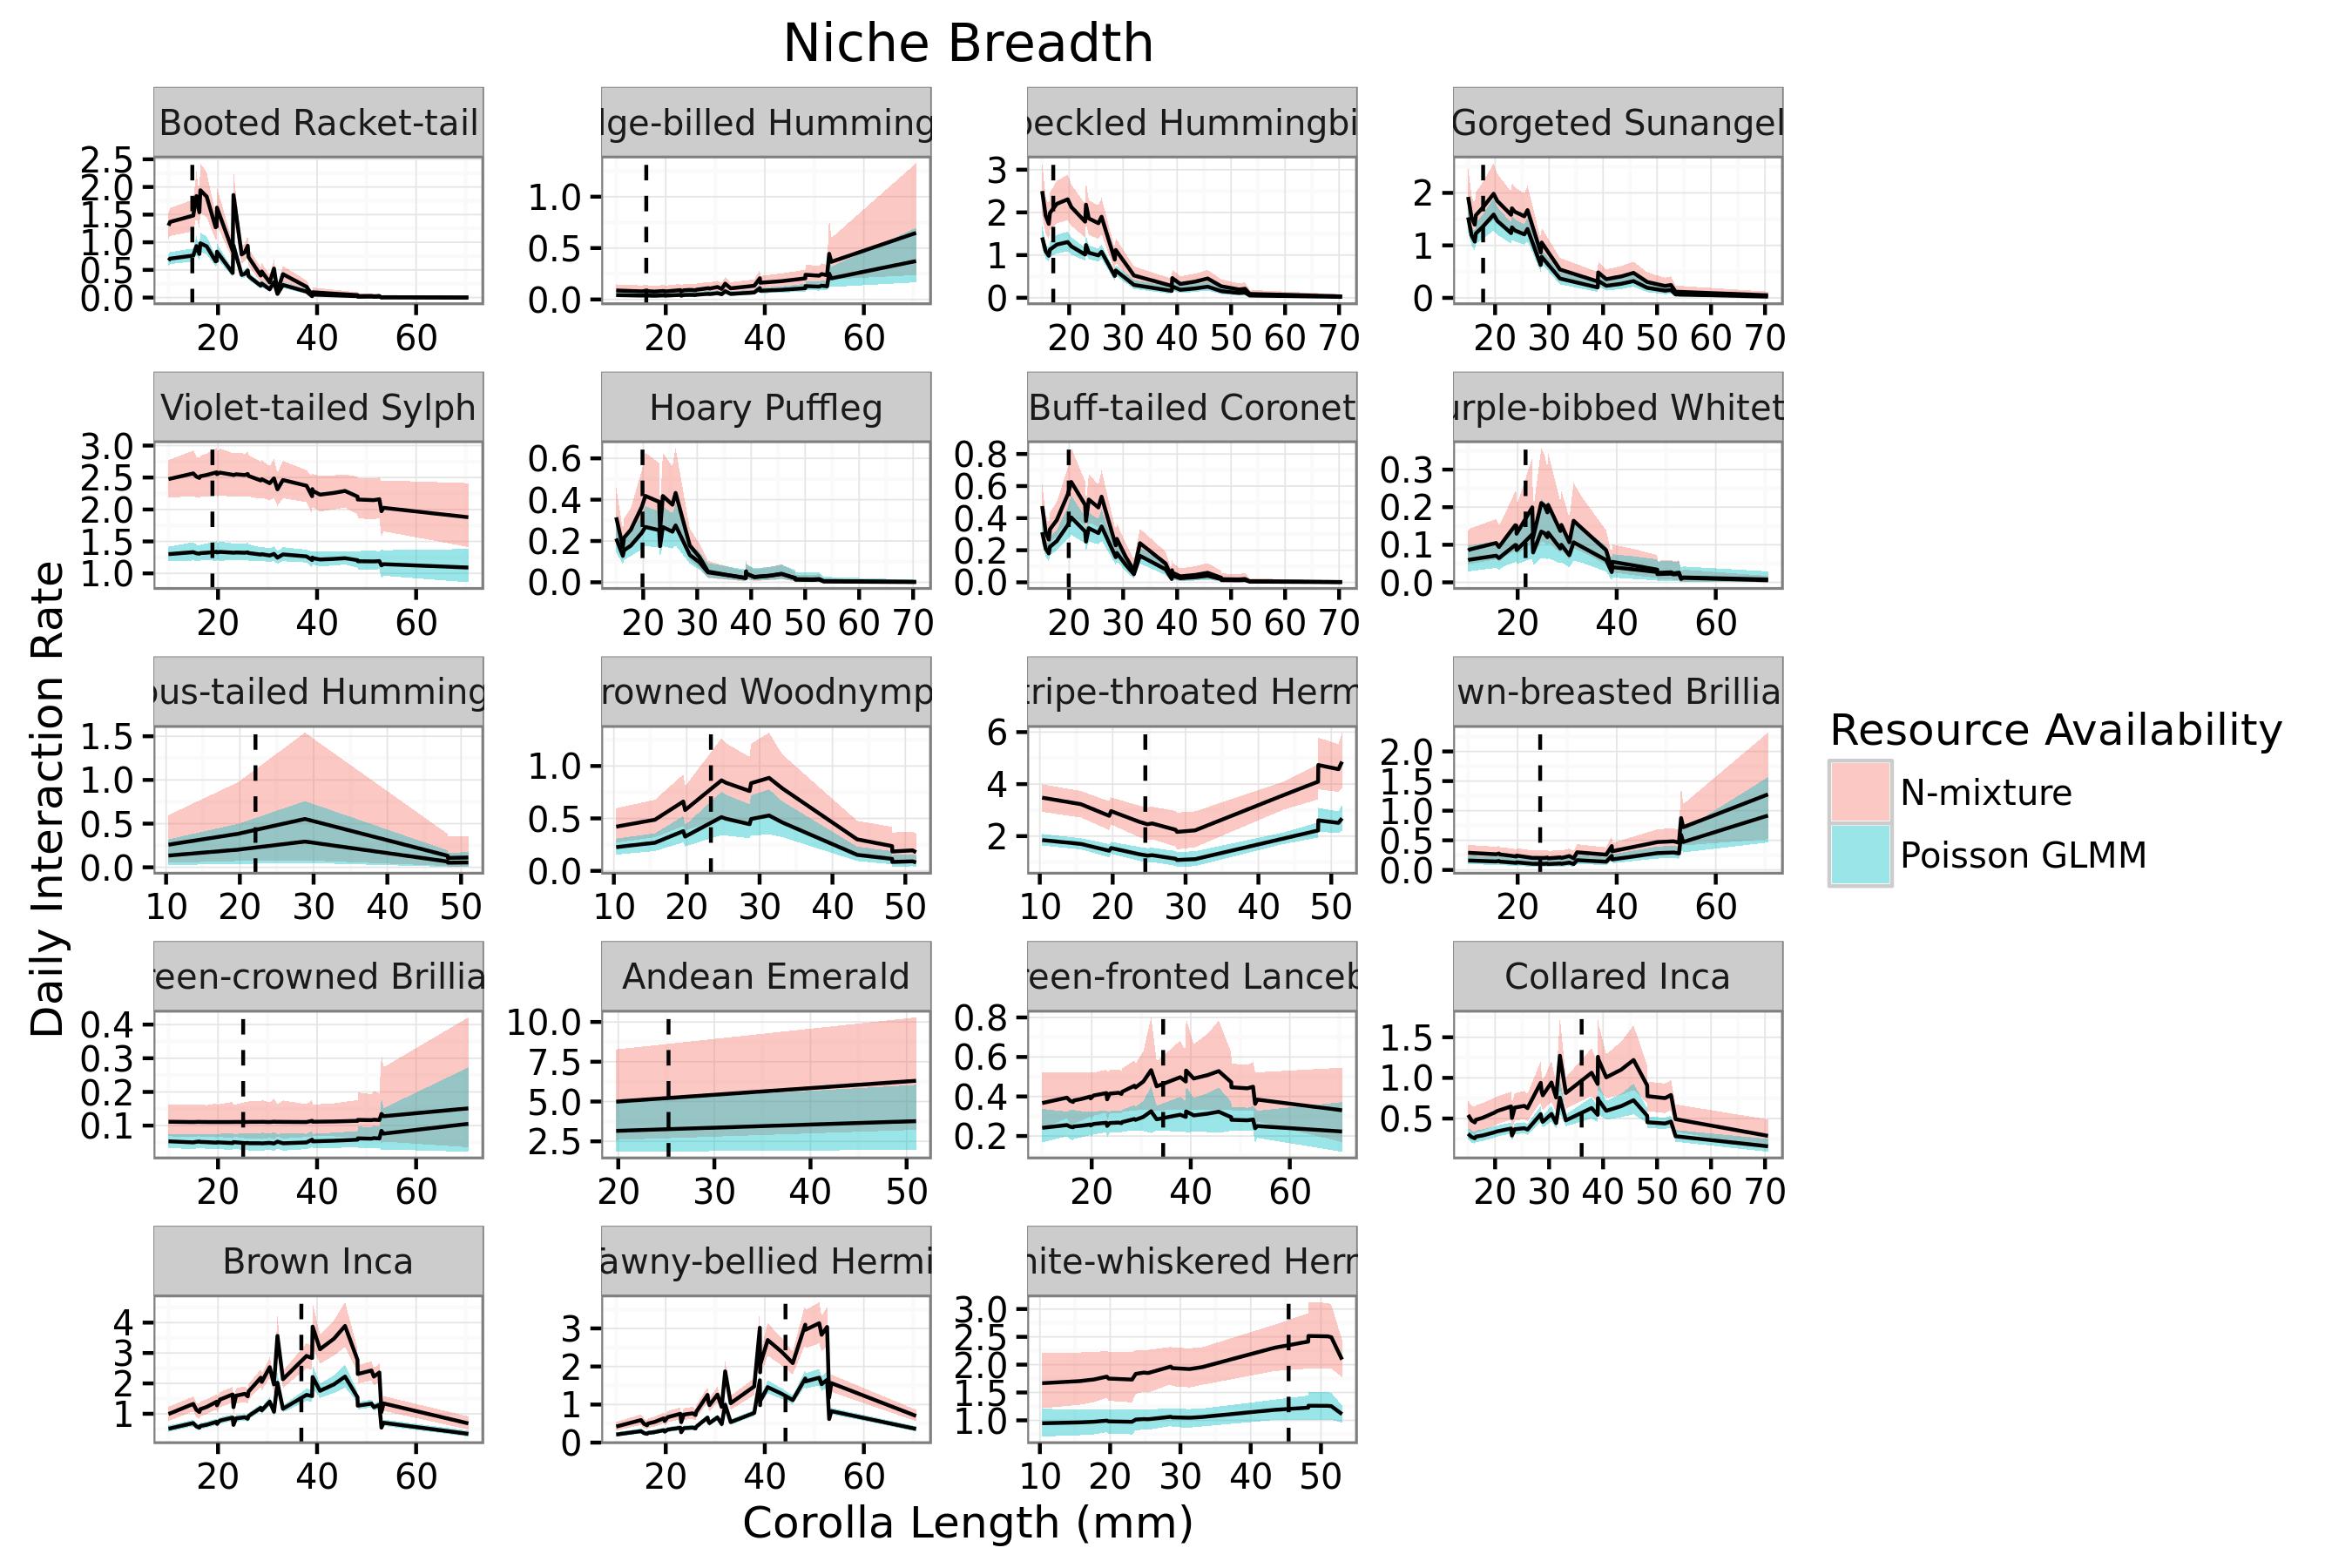 Niche Breadth
Booted Racket-tail
dge-billed Humming
peckled Hummingbi
Gorgeted Sunangel
2.5
2.0
1.5
1.0
0.5
0.0
20 40 60
1.0
0.5
0.0
20 40 60
3
2
1
0
20 30 40 50 60 70
2
1
0
20 30 40 50 60 70
Violet-tailed Sylph
Hoary Puffleg
Buff-tailed Coronet
urple-bibbed Whitet
3.0
2.5
2.0
1.5
1.0
20 40 60
0.6
0.4
0.2
0.0
20 30 40 50 60 70
0.8
0.6
0.4
0.2
0.0
20 30 40 50 60 70
0.3
0.2
0.1
0.0
20 40 60
ous-tailed Humming
rowned Woodnymp
tripe-throated Herm
wn-breasted Brillia
1.5
1.0
0.5
0.0
10 20 30 40 50
1.0
0.5
0.0
10 20 30 40 50
6
4
2
10 20 30 40 50
2.0
1.5
1.0
0.5
0.0
20 40 60
reen-crowned Brillia
Andean Emerald
reen-fronted Lanceb
Collared Inca
0.4
0.3
0.2
0.1
20 40 60
10.0
7.5
5.0
2.5
20 30 40 50
0.8
0.6
0.4
0.2
20 40 60
1.5
1.0
0.5
20 30 40 50 60 70
Brown Inca
awny-bellied Hermi
hite-whiskered Herr
4
3
2
1
20 40 60
3
2
1
0
20 40 60
3.0
2.5
2.0
1.5
1.0
10 20 30 40 50
Daily Interaction Rate
Corolla Length (mm)
Resource Availability
N-mixture
Poisson GLMM